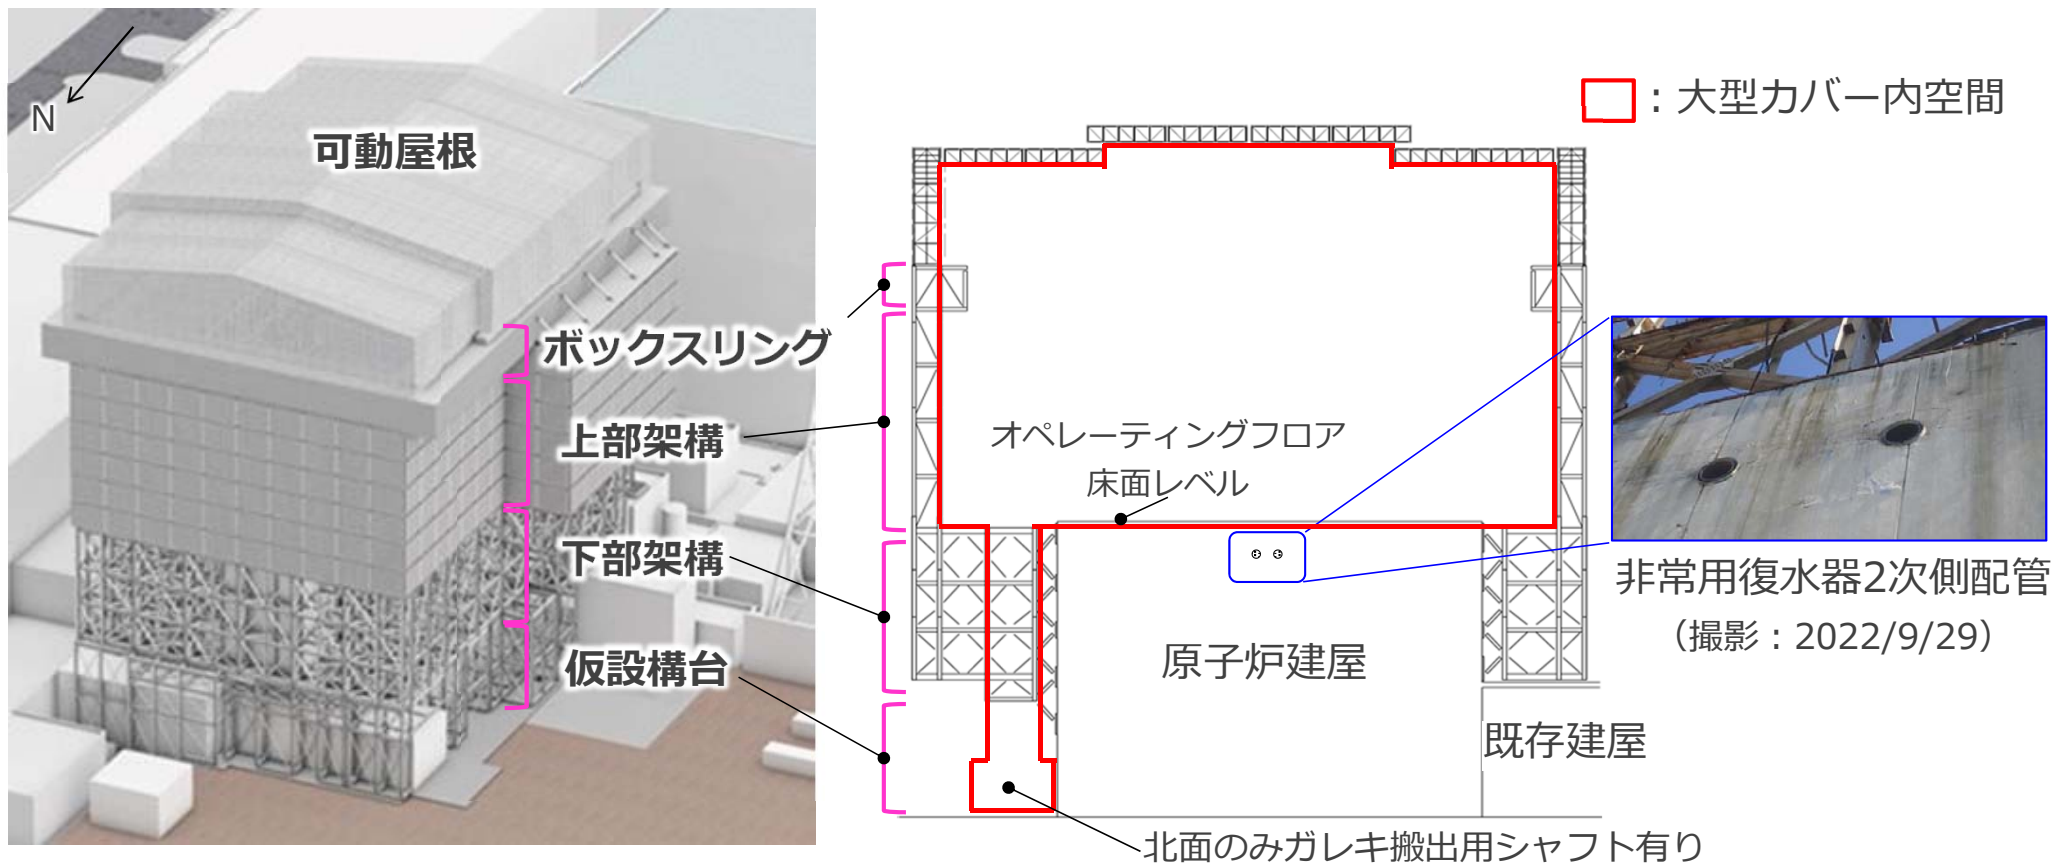 N
可動屋根
ボックスリング
上部架構
下部架構
仮設構台
：大型カバー内空間
オペレーティングフロア
床面レベル
原子炉建屋
既存建屋
非常用復水器2次側配管
（撮影：2022/9/29）
北面のみガレキ搬出用シャフト有り